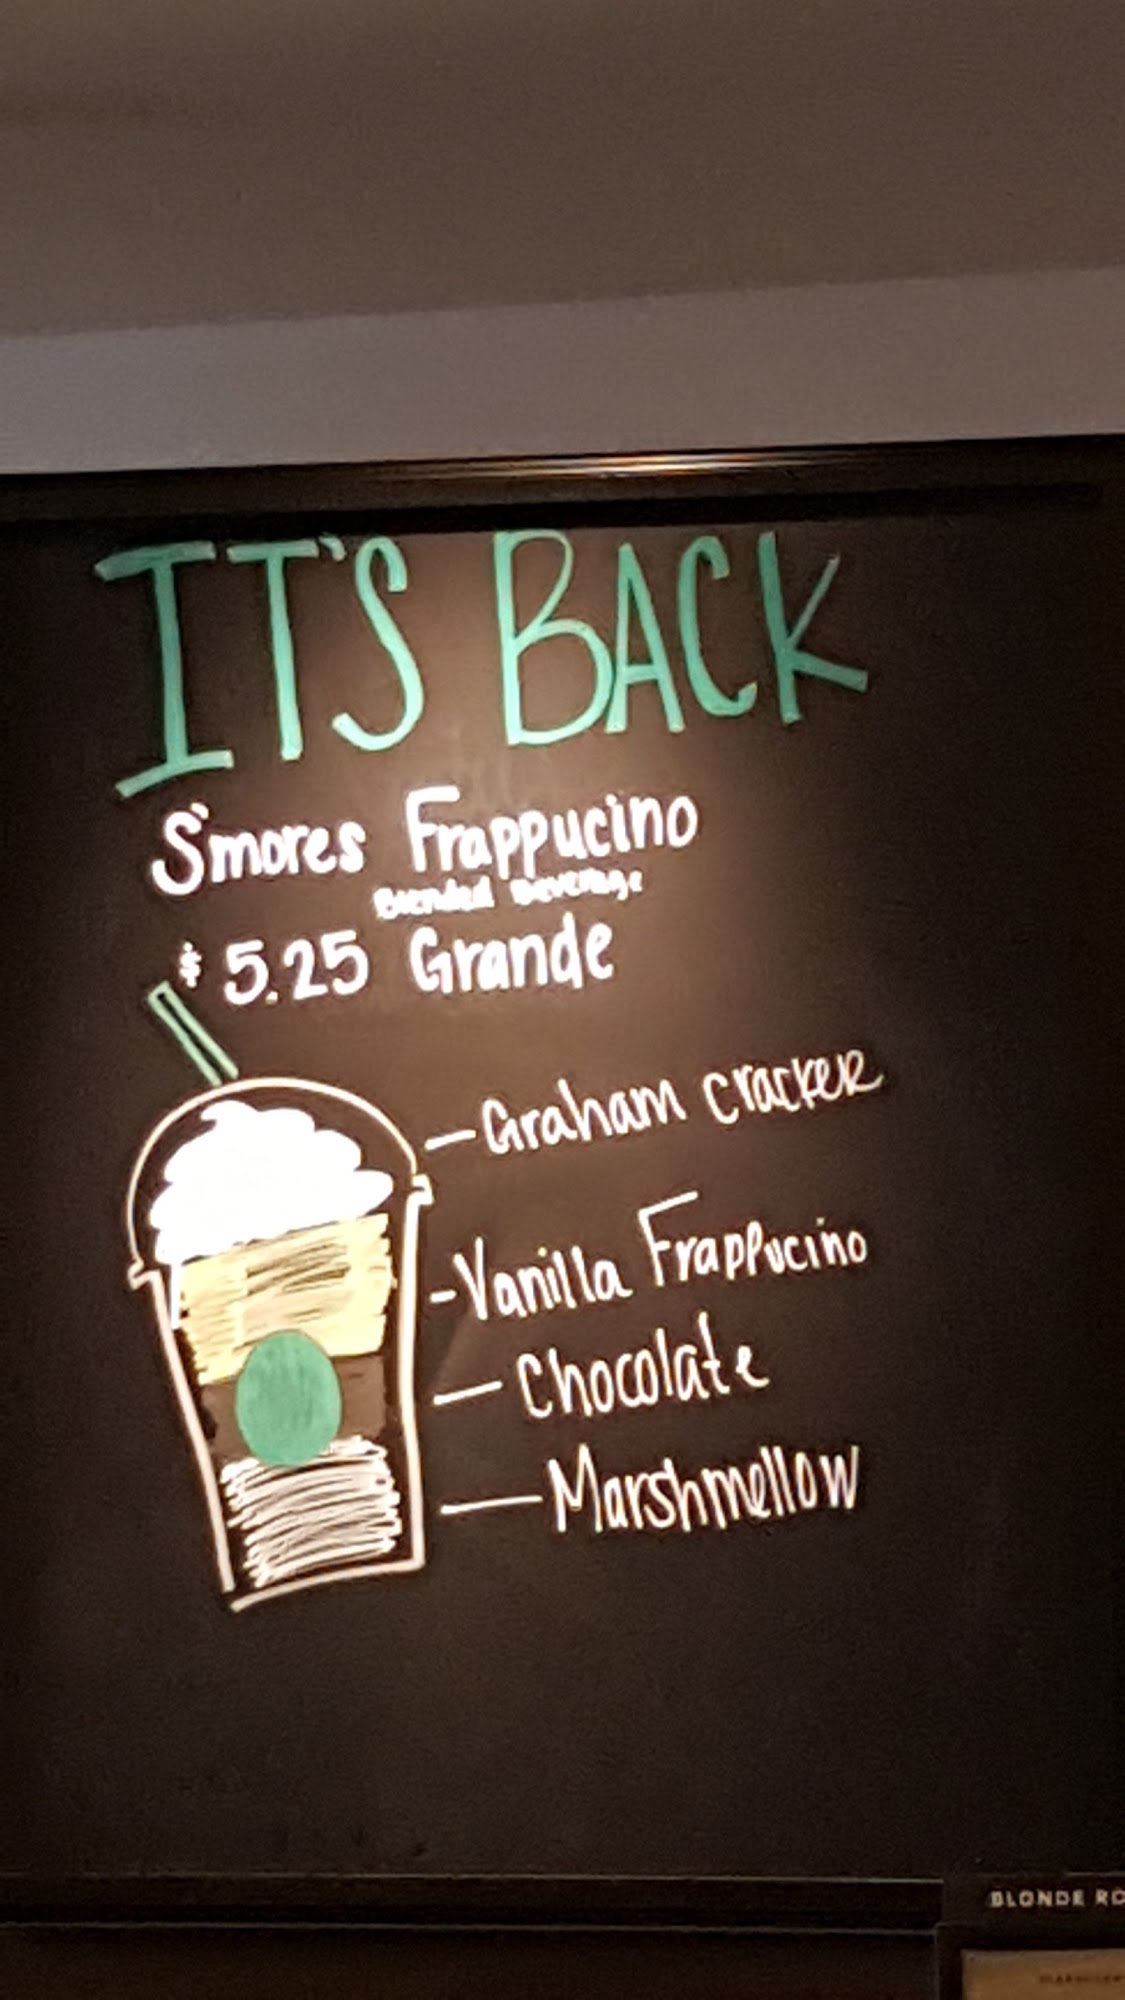 IT'S BACK
S'mores Frappucino
Blended Beverage
$5.25 Grande
- Graham cracker
- Vanilla Frappucino
- Chocolate
- Marshmellow
BLONDE RO